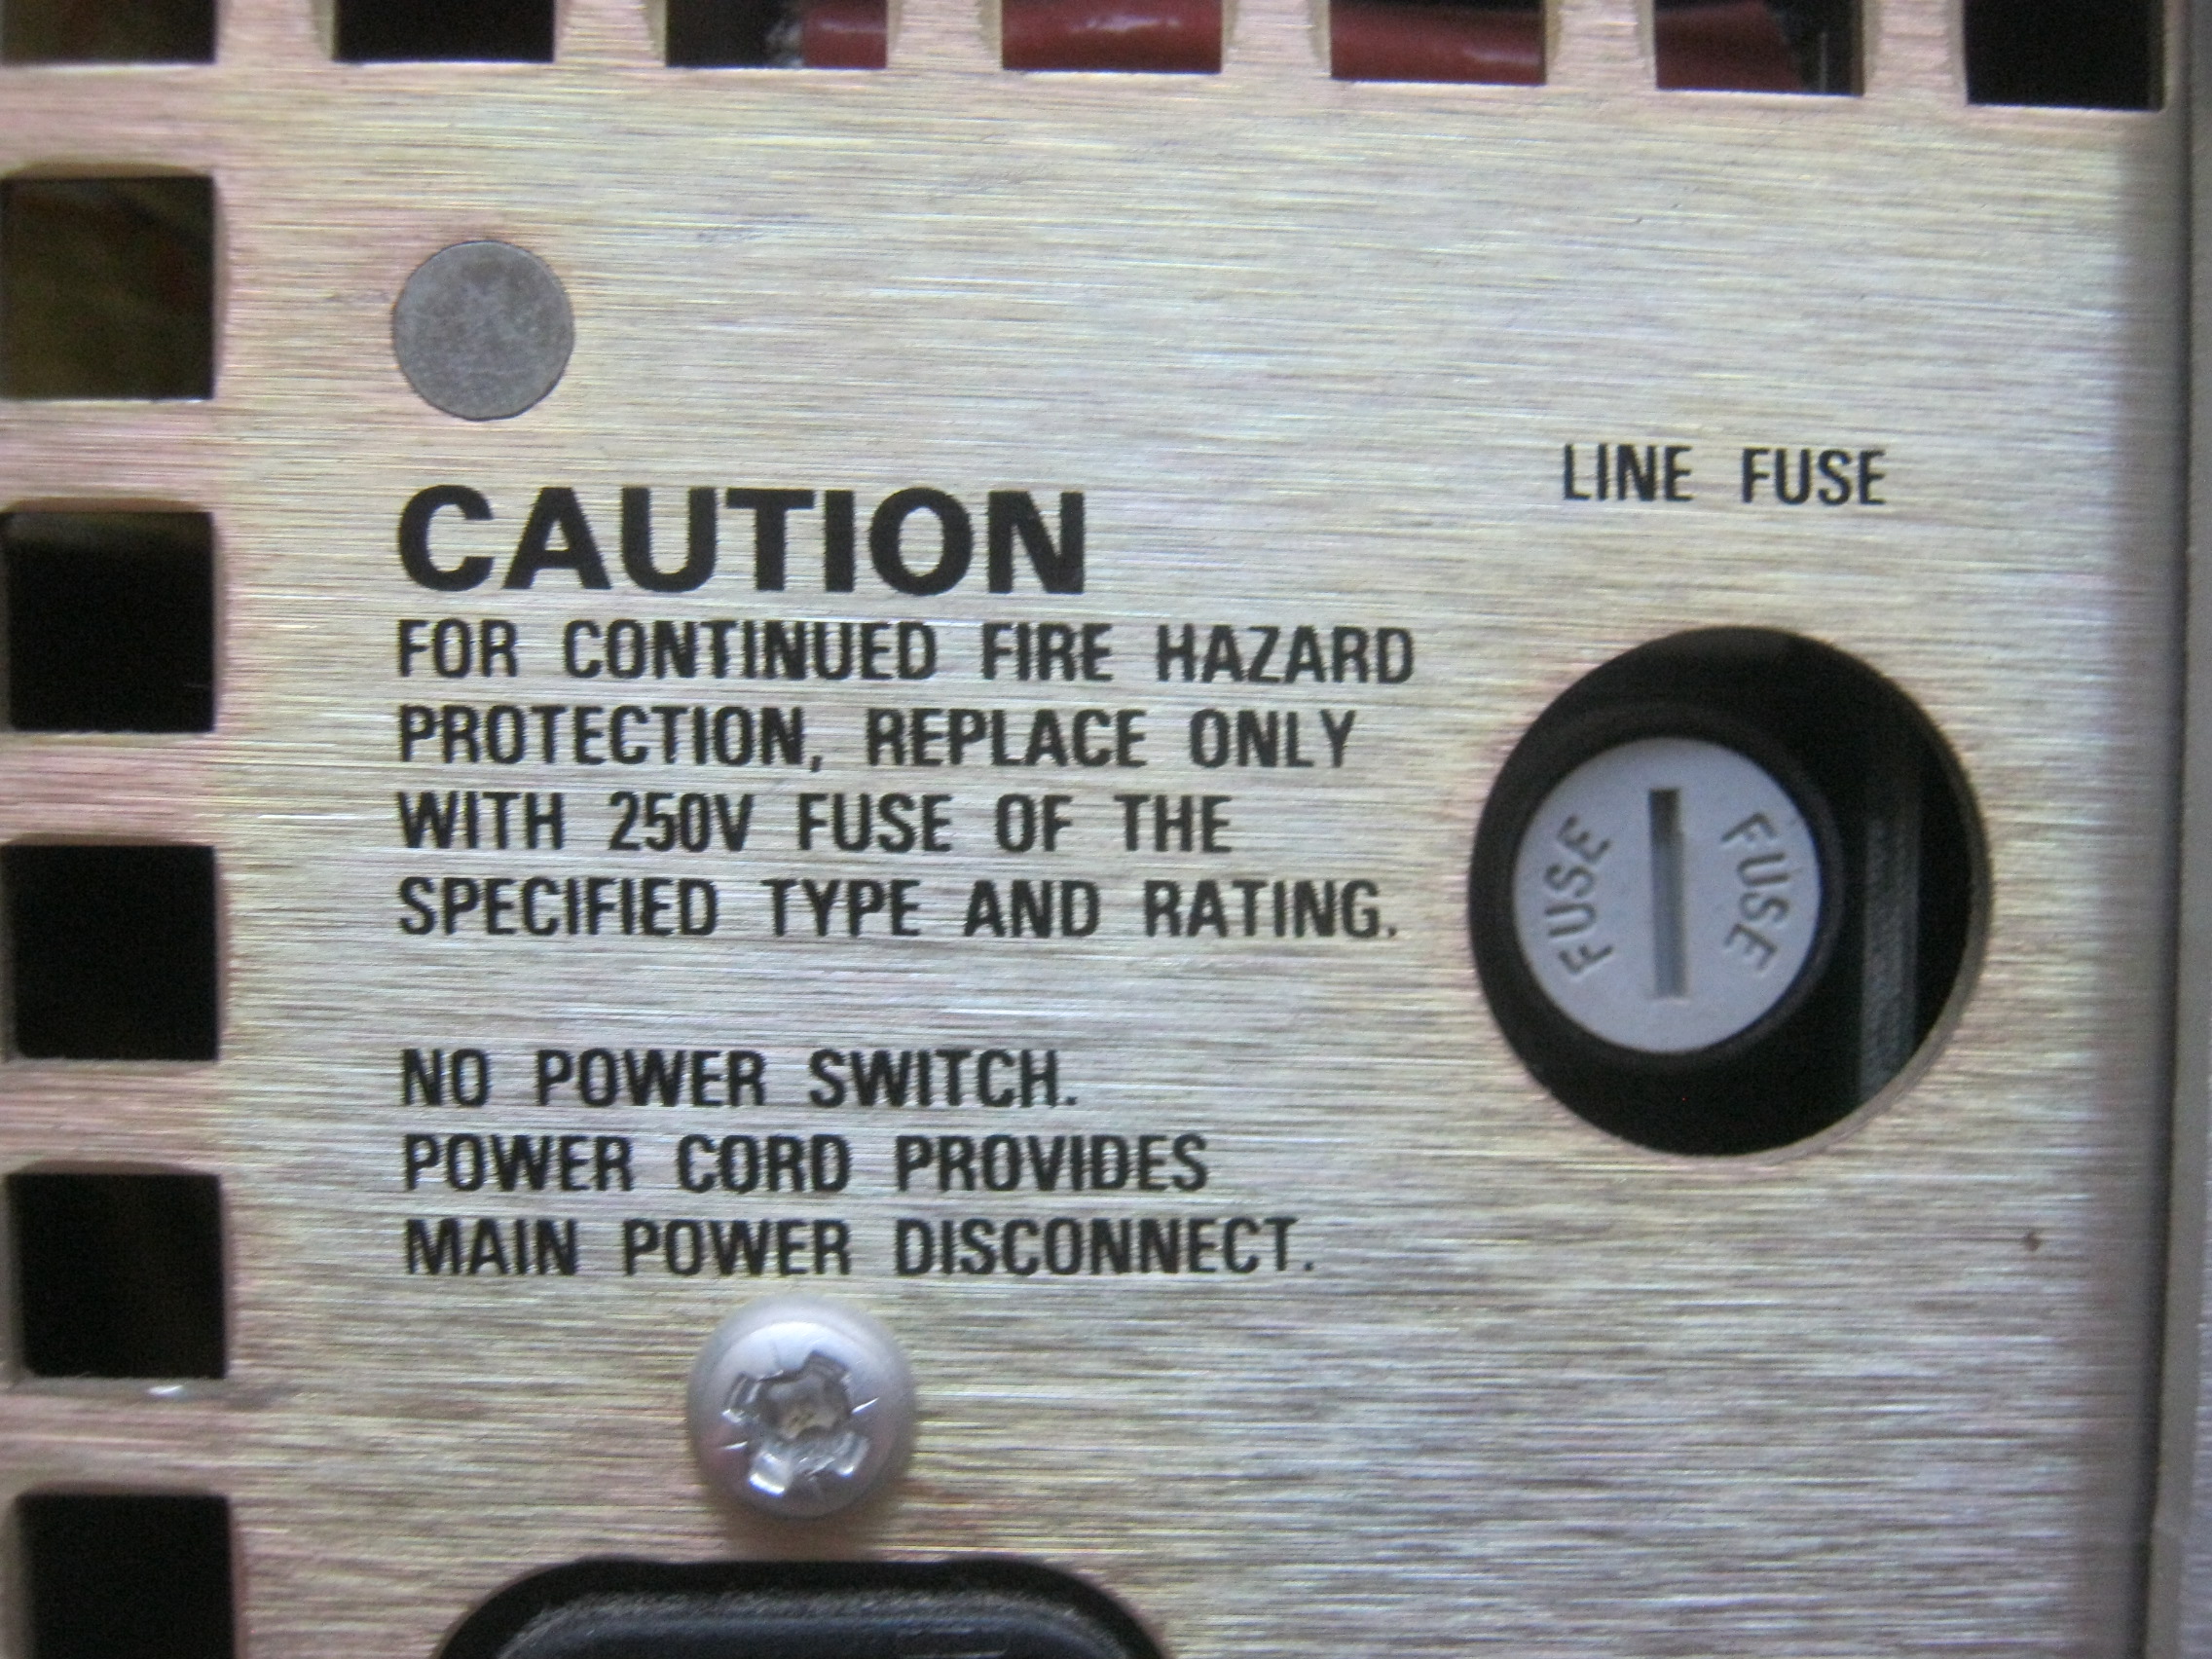 LINE FUSE
CAUTION
FOR CONTINUED FIRE HAZARD
PROTECTION, REPLACE ONLY
WITH 250V FUSE OF THE
SPECIFIED TYPE AND RATING.
NO POWER SWITCH.
POWER CORD PROVIDES
MAIN POWER DISCONNECT.
FUSE
FUSE